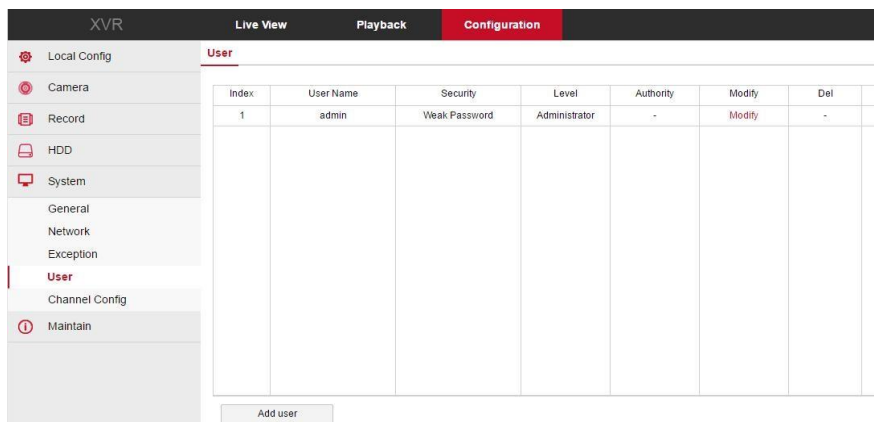 XVR Live View Playback Configuration
Local Config
User
Camera
Index User Name Security Level Authority Modify Del
1 admin Weak Password Administrator - Modify -
Record
HDD
System
General
Network
Exception
User
Channel Config
Maintain
Add user